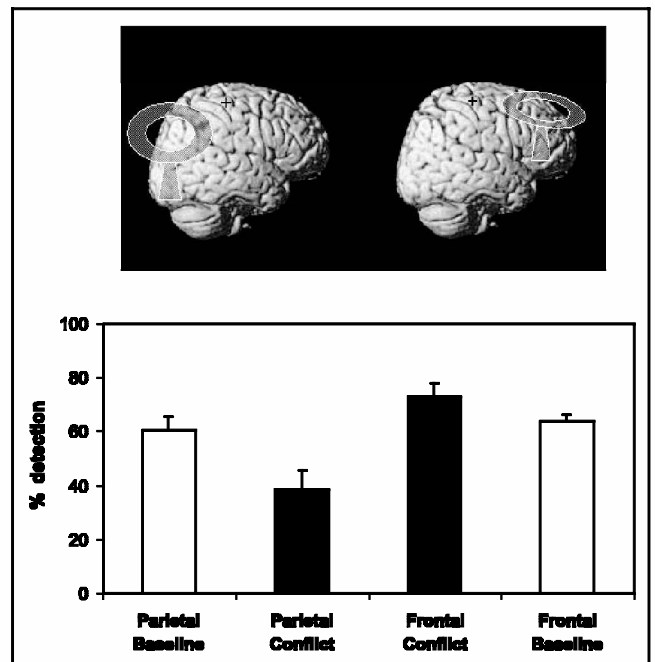 100
80
60
40
20
0
% detection
Parietal Baseline
Parietal Conflict
Frontal Conflict
Frontal Baseline